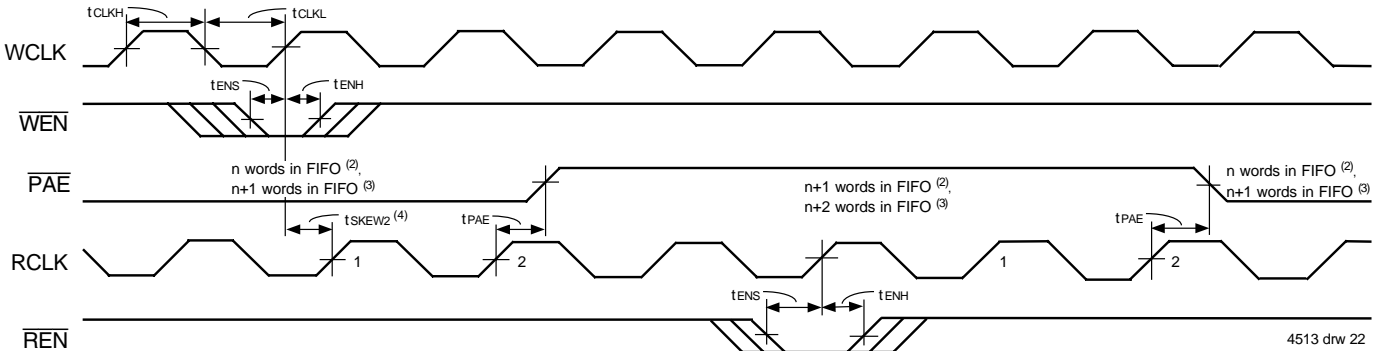 tCLKH
tCLKL
WCLK
tENS
tENH
WEN
PAE
n words in FIFO (2),
n+1 words in FIFO (3)
n+1 words in FIFO (2),
n+2 words in FIFO (3)
n words in FIFO (2),
n+1 words in FIFO (3)
tSKEW2 (4)
tPAE
tPAE
RCLK
1
2
1
2
tENS
tENH
REN
4513 drw 22